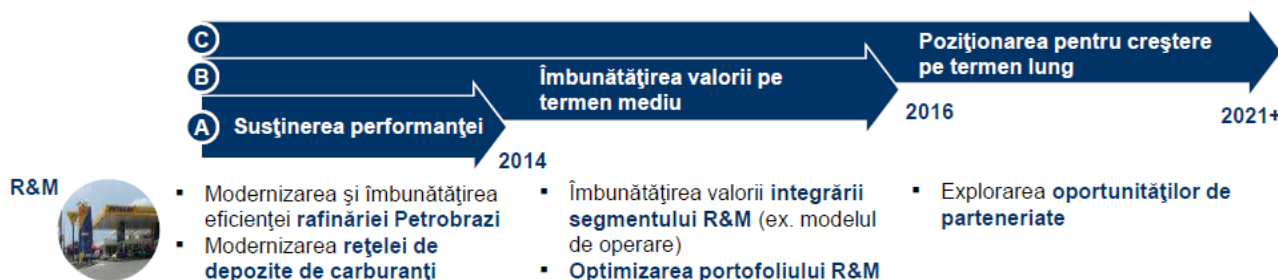 C
Poziţionarea pentru creştere
pe termen lung
B
Îmbunătăţirea valorii pe
termen mediu
A
Susţinerea performanţei
2014
2016
2021+
R&M
▪ Modernizarea şi îmbunătăţirea
eficienţei rafinăriei Petrobrazi
▪ Modernizarea reţelei de
depozite de carburanţi
▪ Îmbunătăţirea valorii integrării
segmentului R&M (ex. modelul
de operare)
▪ Optimizarea portofoliului R&M
▪ Explorarea oportunităţilor de
parteneriate